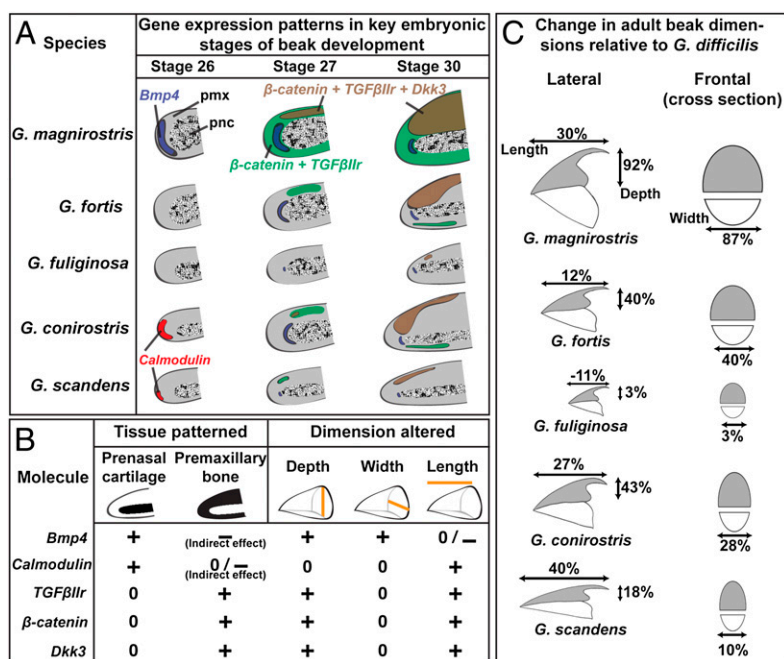 A
Species
Gene expression patterns in key embryonic
stages of beak development
Stage 26 Stage 27 Stage 30
Bmp4
pmx
pnc
β-catenin + TGFβIIr + Dkk3
β-catenin + TGFβIIr
G. magnirostris
G. fortis
G. fuliginosa
G. conirostris
Calmodulin
G. scandens
B
Molecule
Tissue patterned Dimension altered
Prenasal Premaxillary
cartilage bone
Depth Width Length
Bmp4 + – + + 0 / –
(Indirect effect)
Calmodulin + 0 / – 0 0 +
(Indirect effect)
TGFβIIr 0 + + 0 +
β-catenin 0 + + 0 +
Dkk3 0 + + 0 +
C
Change in adult beak dimen-
sions relative to G. difficilis
Lateral Frontal
(cross section)
30%
Length
92%
Depth
Width
G. magnirostris
87%
12%
40%
G. fortis
40%
-11%
3%
G. fuliginosa
3%
27%
43%
G. conirostris
28%
40%
18%
G. scandens
10%